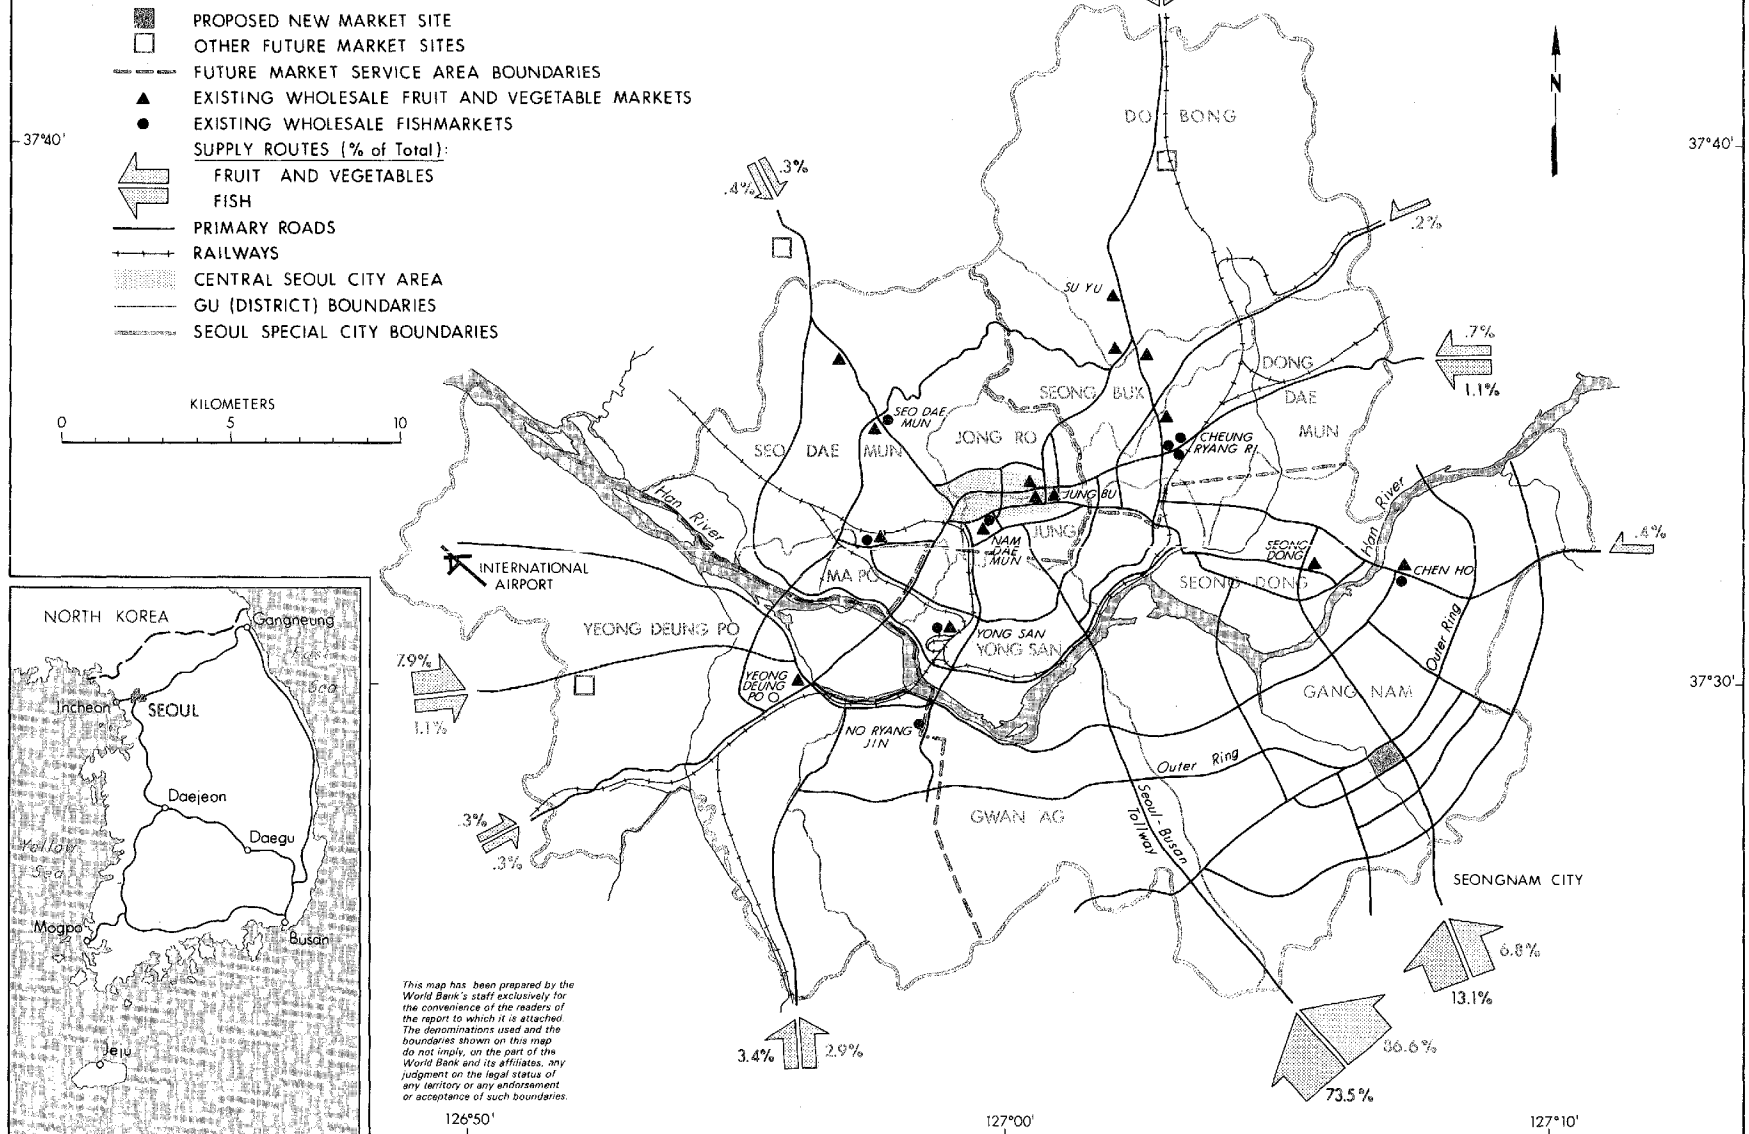 PROPOSED NEW MARKET SITE
OTHER FUTURE MARKET SITES
FUTURE MARKET SERVICE AREA BOUNDARIES
EXISTING WHOLESALE FRUIT AND VEGETABLE MARKETS
EXISTING WHOLESALE FISHMARKETS
SUPPLY ROUTES (% of Total):
FRUIT AND VEGETABLES
FISH
PRIMARY ROADS
RAILWAYS
CENTRAL SEOUL CITY AREA
GU (DISTRICT) BOUNDARIES
SEOUL SPECIAL CITY BOUNDARIES
37°40'
37°40'
N
KILOMETERS
0 5 10
DO BONG
.3%
.4%
.2%
SU YU
.7%
1.1%
DONG
DAE
MUN
SEONG BUK
SEO DAE
MUN
JONG RO
CHEUNG
RYANG RI
SEO DAE MUN
JUNG BU
Han River
Han River
JUNG
NAM
DAE
MUN
SEONG
DONG
.4%
CHEN HO
INTERNATIONAL
AIRPORT
MA PO
SEONG DONG
YEONG DEUNG PO
YONG SAN
YONG SAN
Outer Ring
7.9%
1.1%
YEONG
DEUNG
PO
GANG NAM
37°30'
NO RYANG
JIN
Outer Ring
.3%
.3%
GWAN AG
Seoul-Busan
Tollway
SEONGNAM CITY
6.8%
13.1%
86.6%
73.5%
3.4%
2.9%
NORTH KOREA
Gangneung
East
Sea
Incheon
SEOUL
Daejeon
Daegu
Yellow
Sea
Mogpo
Busan
Jeju
This map has been prepared by the
World Bank's staff exclusively for
the convenience of the readers of
the report to which it is attached.
The denominations used and the
boundaries shown on this map
do not imply, on the part of the
World Bank and its affiliates, any
judgment on the legal status of
any territory or any endorsement
or acceptance of such boundaries.
126°50'
127°00'
127°10'